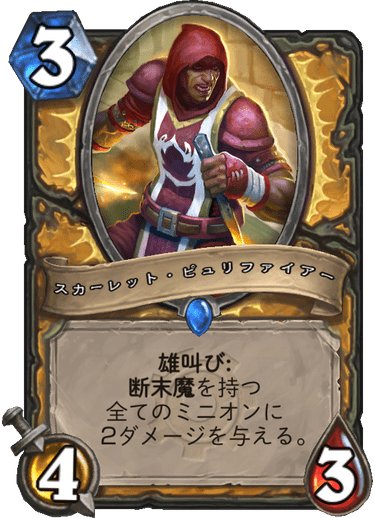 3
スカーレット・ピュリファイアー
雄叫び:
断末魔を持つ
全てのミニオンに
2ダメージを与える。
4
3